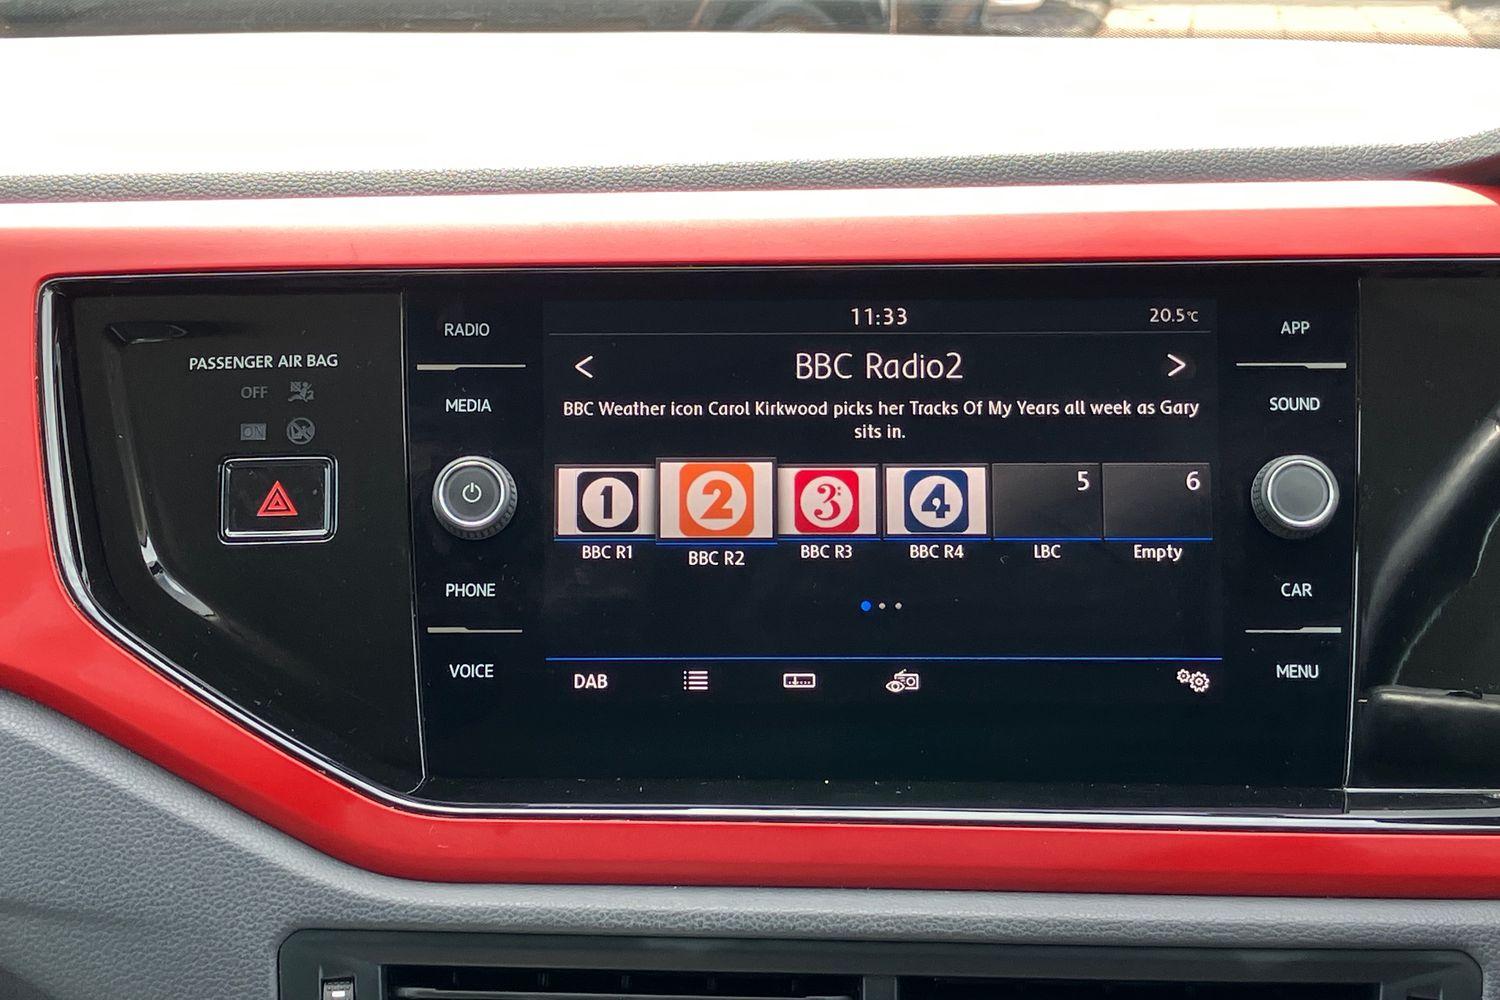 11:33
20.5°C
RADIO
APP
PASSENGER AIR BAG
OFF
ON
BBC Radio2
MEDIA
SOUND
BBC Weather icon Carol Kirkwood picks her Tracks Of My Years all week as Gary
sits in.
1
2
3
4
5
6
BBC R1
BBC R2
BBC R3
BBC R4
LBC
Empty
PHONE
CAR
VOICE
DAB
MENU